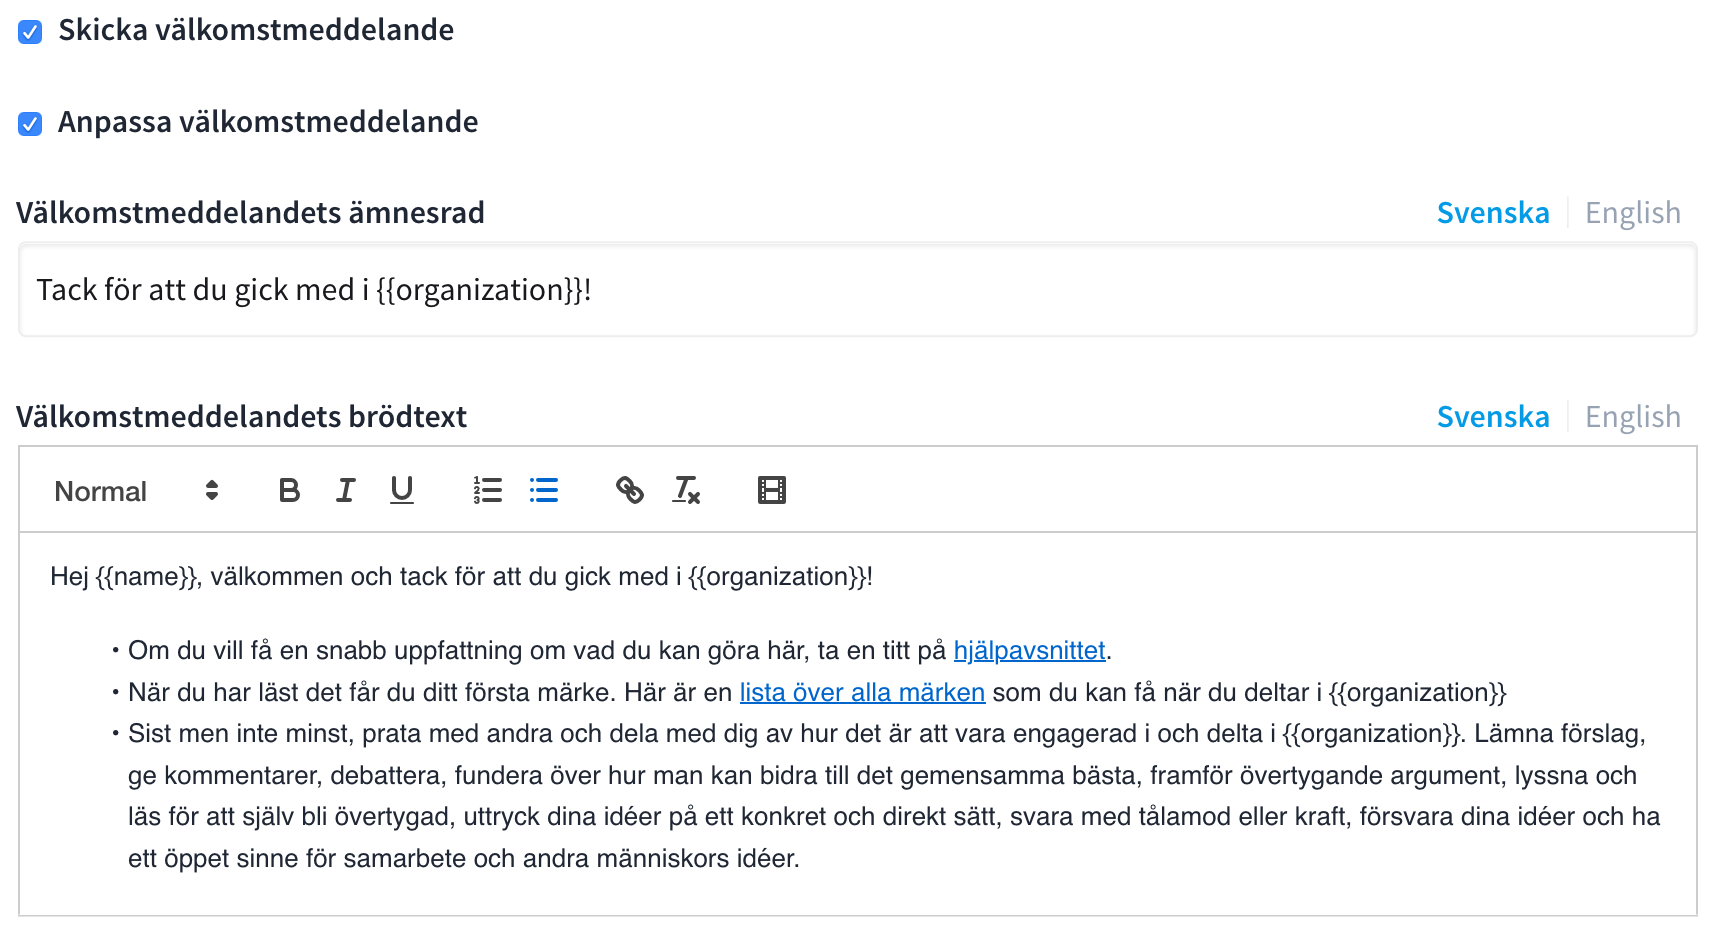 Skicka välkomstmeddelande
Anpassa välkomstmeddelande
Välkomstmeddelandets ämnesrad
Svenska English
Tack för att du gick med i {{organization}}!
Välkomstmeddelandets brödtext
Svenska English
Normal
Hej {{name}}, välkommen och tack för att du gick med i {{organization}}!
• Om du vill få en snabb uppfattning om vad du kan göra här, ta en titt på hjälpavsnittet.
• När du har läst det får du ditt första märke. Här är en lista över alla märken som du kan få när du deltar i {{organization}}
• Sist men inte minst, prata med andra och dela med dig av hur det är att vara engagerad i och delta i {{organization}}. Lämna förslag,
ge kommentarer, debattera, fundera över hur man kan bidra till det gemensamma bästa, framför övertygande argument, lyssna och
läs för att själv bli övertygad, uttryck dina idéer på ett konkret och direkt sätt, svara med tålamod eller kraft, försvara dina idéer och ha
ett öppet sinne för samarbete och andra människors idéer.